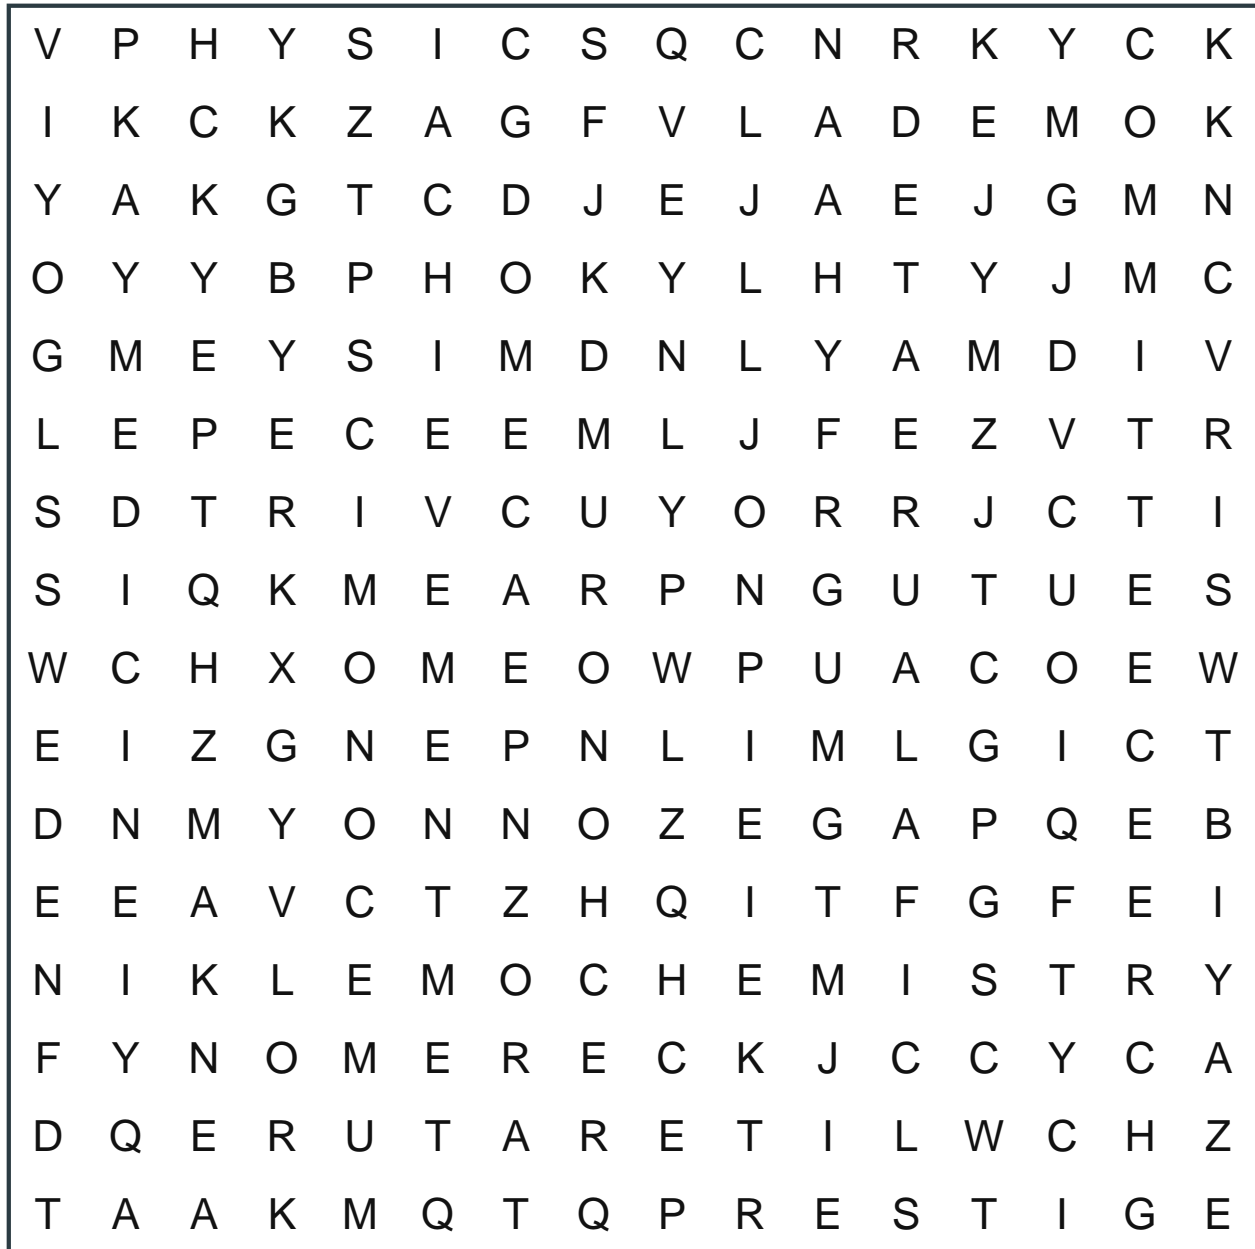 V P H Y S I C S Q C N R K Y C K
I K C K Z A G F V L A D E M O K
Y A K G T C D J E J A E J G M N
O Y Y B P H O K Y L H T Y J M C
G M E Y S I M D N L Y A M D I V
L E P E C E E M L J F E Z V T R
S D T R I V C U Y O R R J C T I
S I Q K M E A R P N G U T U E S
W C H X O M E O W P U A C O E W
E I Z G N E P N L I M L G I C T
D N M Y O N N O Z E G A P Q E B
E E A V C T Z H Q I T F G F E I
N I K L E M O C H E M I S T R Y
F Y N O M E R E C K J C C Y C A
D Q E R U T A R E T I L W C H Z
T A A K M Q T Q P R E S T I G E